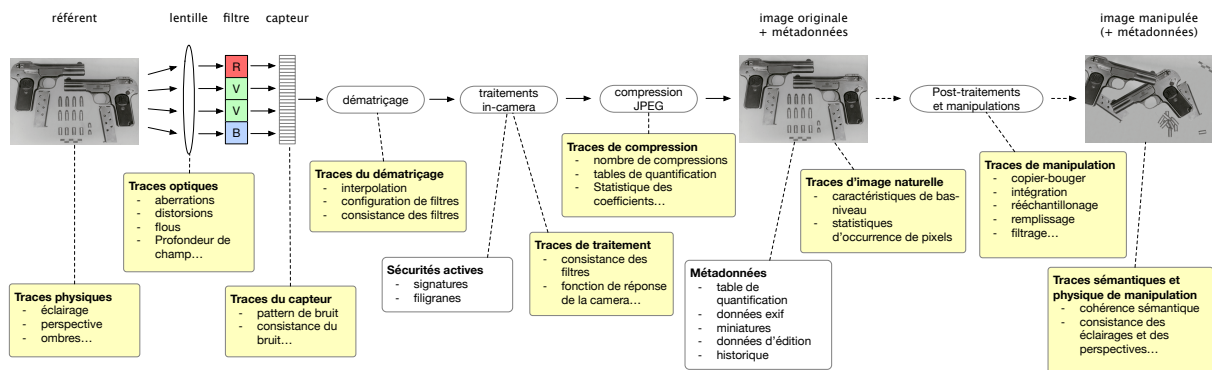 référent
lentille
filtre
capteur
image originale
+ métadonnées
image manipulée
(+ métadonnées)
R
V
V
B
dématriçage
traitements
in-camera
compression
JPEG
Post-traitements
et manipulations
Traces physiques
- éclairage
- perspective
- ombres…
Traces optiques
- aberrations
- distorsions
- flous
- Profondeur de
champ…
Traces du capteur
- pattern de bruit
- consistance du
bruit…
Traces du dématriçage
- interpolation
- configuration de filtres
- consistance des filtres
Sécurités actives
- signatures
- filigranes
Traces de traitement
- consistance des
filtres
- fonction de réponse
de la camera…
Traces de compression
- nombre de compressions
- tables de quantification
- Statistique des
coefficients…
Métadonnées
- table de
quantification
- données exif
- miniatures
- données d’édition
- historique
Traces d’image naturelle
- caractéristiques de bas-
niveau
- statistiques
d’occurrence de pixels
Traces de manipulation
- copier-bouger
- intégration
- rééchantillonage
- remplissage
- filtrage…
Traces sémantiques et
physique de manipulation
- cohérence sémantique
- consistance des
éclairages et des
perspectives…